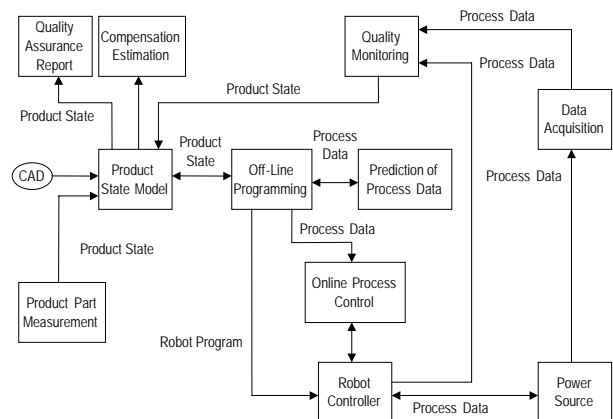 Process Data
Quality
Assurance
Report
Compensation
Estimation
Quality
Monitoring
Process Data
Product State
Product State
Data
Acquisition
Product
State
Process
Data
CAD
Product
State Model
Off-Line
Programming
Prediction of
Process Data
Process Data
Process Data
Product State
Online Process
Control
Product Part
Measurement
Robot Program
Robot
Controller
Process Data
Power
Source